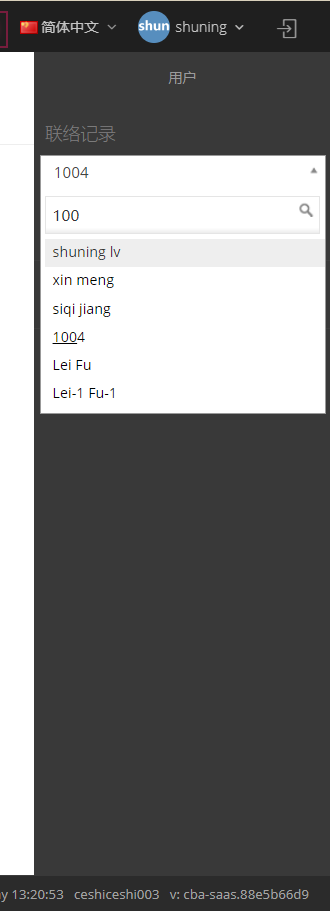 简体中文 shun shuning
用户
联络记录
1004
100
shuning lv
xin meng
siqi jiang
1004
Lei Fu
Lei-1 Fu-1
13:20:53 ceshiceshi003 v: cba-saas.88e5b66d9